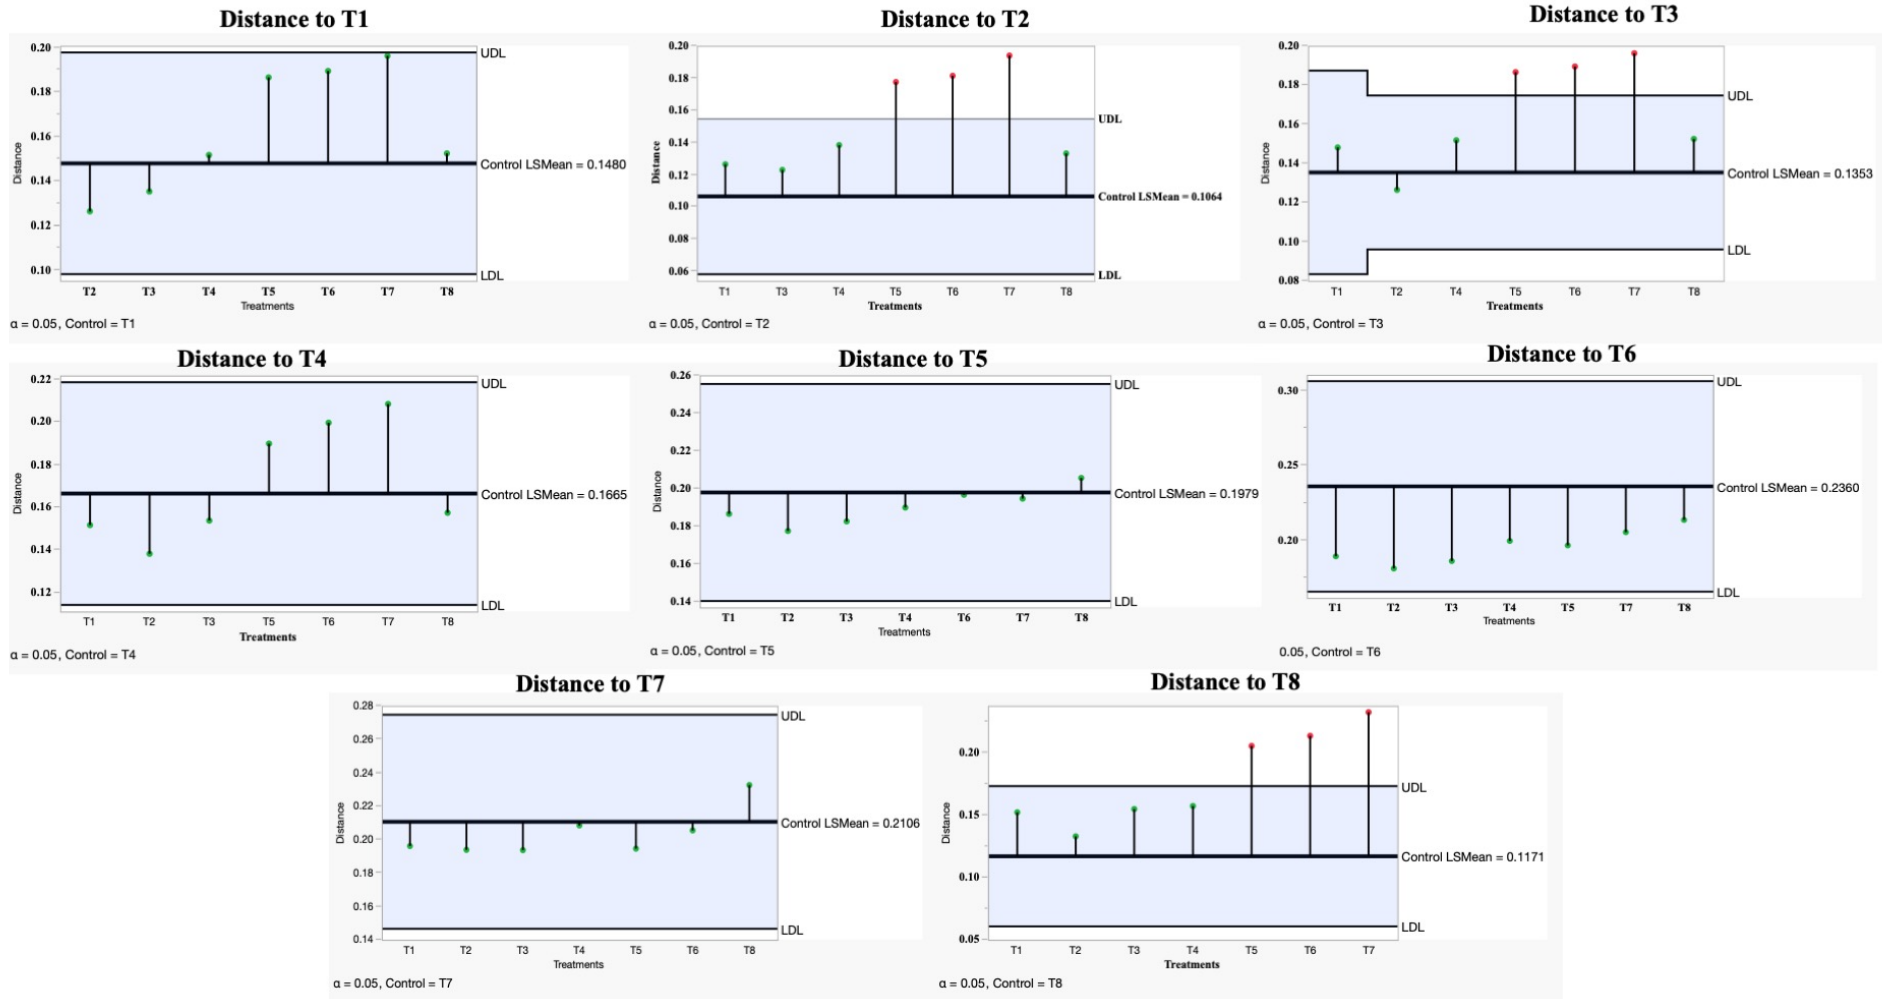 Distance to T1
0.20
0.18
0.16
0.14
0.12
0.10
Distance
UDL
Control LSMean = 0.1480
LDL
T2 T3 T4 T5 T6 T7 T8
Treatments
α = 0.05, Control = T1
Distance to T2
0.20
0.18
0.16
0.14
0.12
0.10
0.08
0.06
Distance
UDL
Control LSMean = 0.1064
LDL
T1 T3 T4 T5 T6 T7 T8
Treatments
α = 0.05, Control = T2
Distance to T3
0.20
0.18
0.16
0.14
0.12
0.10
0.08
Distance
UDL
Control LSMean = 0.1353
LDL
T1 T2 T4 T5 T6 T7 T8
Treatments
α = 0.05, Control = T3
Distance to T4
0.22
0.20
0.18
0.16
0.14
0.12
Distance
UDL
Control LSMean = 0.1665
LDL
T1 T2 T3 T5 T6 T7 T8
Treatments
α = 0.05, Control = T4
Distance to T5
0.26
0.24
0.22
0.20
0.18
0.16
0.14
Distance
UDL
Control LSMean = 0.1979
LDL
T1 T2 T3 T4 T6 T7 T8
Treatments
α = 0.05, Control = T5
Distance to T6
0.30
0.25
0.20
UDL
Control LSMean = 0.2360
LDL
T1 T2 T3 T4 T5 T7 T8
Treatments
0.05, Control = T6
Distance to T7
0.28
0.26
0.24
0.22
0.20
0.18
0.16
0.14
Distance
UDL
Control LSMean = 0.2106
LDL
T1 T2 T3 T4 T5 T6 T8
Treatments
α = 0.05, Control = T7
Distance to T8
0.20
0.15
0.10
0.05
Distance
UDL
Control LSMean = 0.1171
LDL
T1 T2 T3 T4 T5 T6 T7
Treatments
α = 0.05, Control = T8